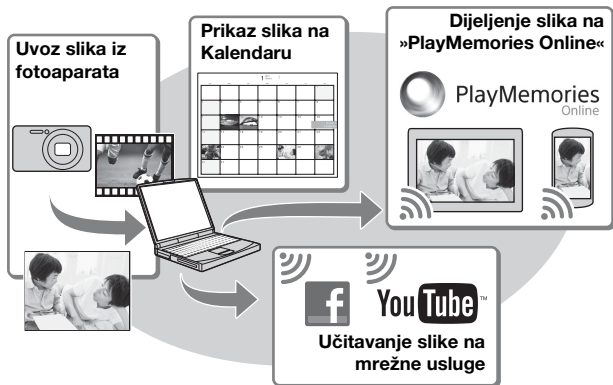 Uvoz slika iz
fotoaparata
Prikaz slika na
Kalendaru
Dijeljenje slika na
»PlayMemories Online«
PlayMemories
Online
f
YouTube™
Učitavanje slike na
mrežne usluge